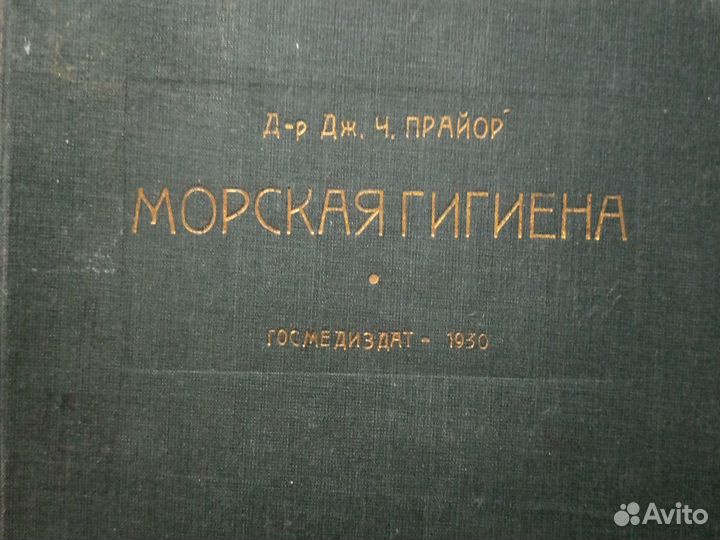 Д-р Дж. Ч. ПРАЙОР
МОРСКАЯ ГИГИЕНА
ГОСМЕДИЗДАТ - 1930
Avito